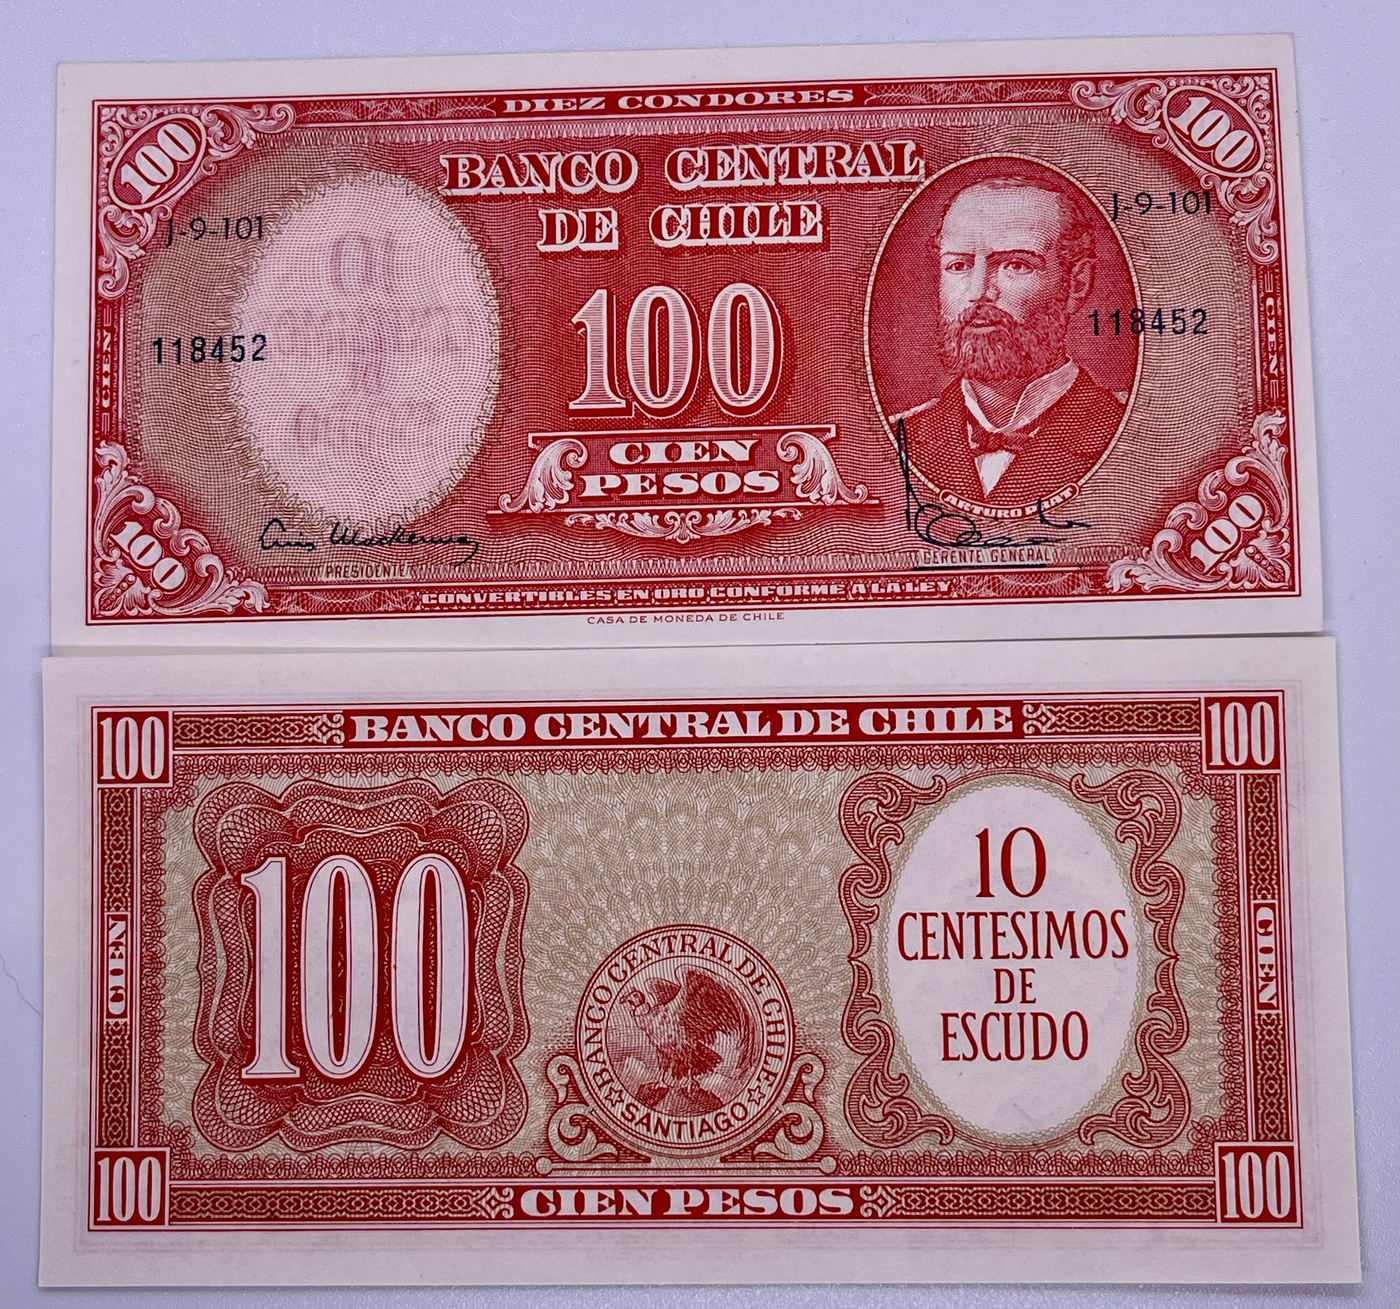 DIEZ CONDORES
100
100
BANCO CENTRAL
DE CHILE
J-9-101
J-9-101
100
118452
118452
CIEN
CIEN
CIEN
PESOS
ARTURO PRAT
100
100
PRESIDENTE
GERENTE GENERAL
CONVERTIBLES EN ORO CONFORME A LA LEY
CASA DE MONEDA DE CHILE
100
BANCO CENTRAL DE CHILE
100
100
10
CENTESIMOS
DE
ESCUDO
CIEN
CIEN
BANCO CENTRAL DE CHILE
SANTIAGO
100
CIEN PESOS
100